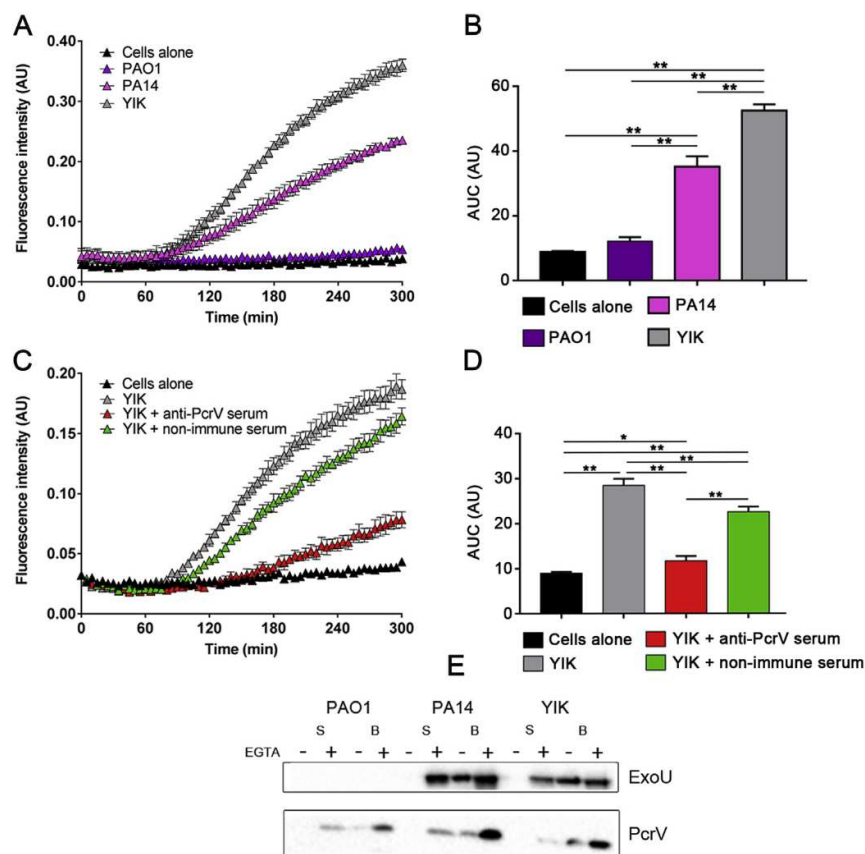 A
Cells alone
PAO1
PA14
YIK
Fluorescence intensity (AU)
0.40
0.30
0.20
0.10
0.00
0 60 120 180 240 300
Time (min)
B
AUC (AU)
60
40
20
0
** ** ** ** **
Cells alone
PA14
PAO1
YIK
C
Cells alone
YIK
YIK + anti-PcrV serum
YIK + non-immune serum
Fluorescence intensity (AU)
0.20
0.15
0.10
0.05
0.00
0 60 120 180 240 300
Time (min)
D
AUC (AU)
40
30
20
10
0
*
**
**
** **
**
Cells alone
YIK + anti-PcrV serum
YIK
YIK + non-immune serum
E
PAO1 PA14 YIK
S B S B S B
EGTA - + - + - + - + - + - +
ExoU
PcrV